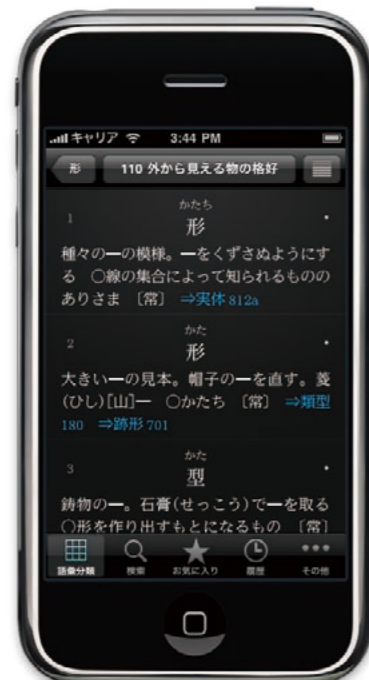 キャリア 3:44 PM
形 110 外から見える物の格好
かたち
1 形
種々の━の模様。━をくずさぬようにす
る ○線の集合によって知られるものの
ありさま 〔常〕 ⇒実体 812a
かた
2 形
大きい━の見本。帽子の━を直す。菱
(ひし)[山]━ ○かたち 〔常〕 ⇒類型
180 ⇒跡形 701
かた
3 型
鋳物の━。石膏(せっこう)で━を取る
○形を作り出すもとになるもの 〔常〕
語彙分類 検索 お気に入り 履歴 その他